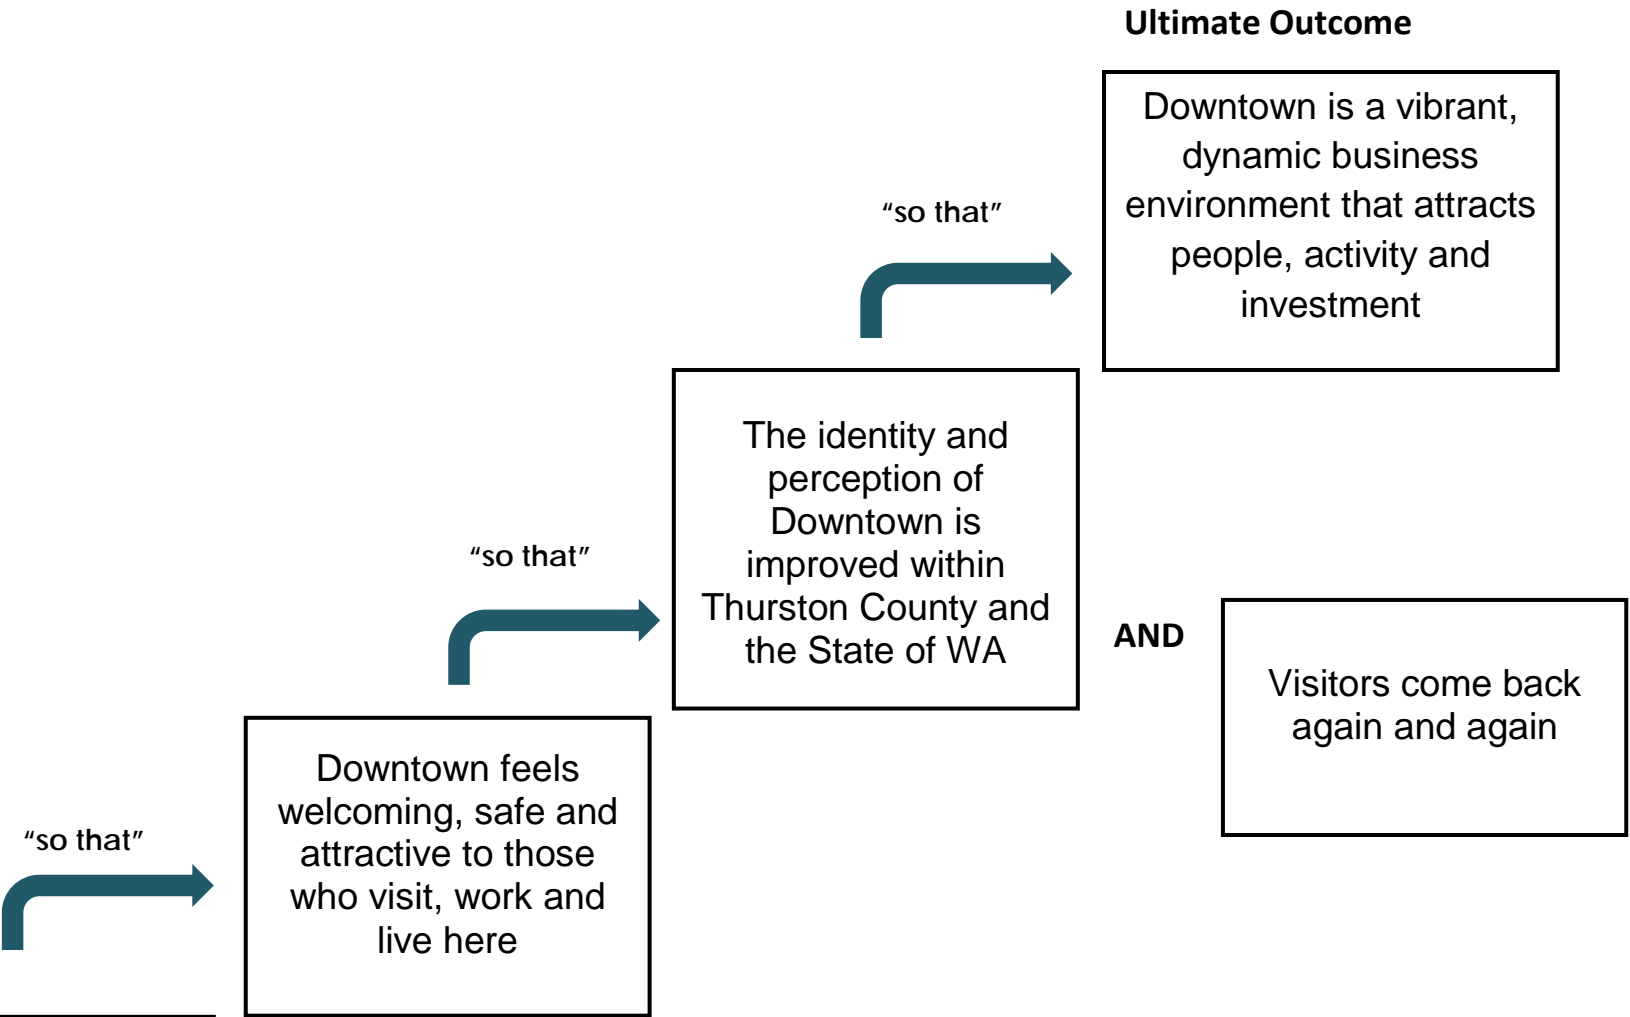 Ultimate Outcome
Downtown is a vibrant,
dynamic business
environment that attracts
people, activity and
investment
“so that”
The identity and
perception of
Downtown is
improved within
Thurston County and
the State of WA
AND
Visitors come back
again and again
“so that”
Downtown feels
welcoming, safe and
attractive to those
who visit, work and
live here
“so that”